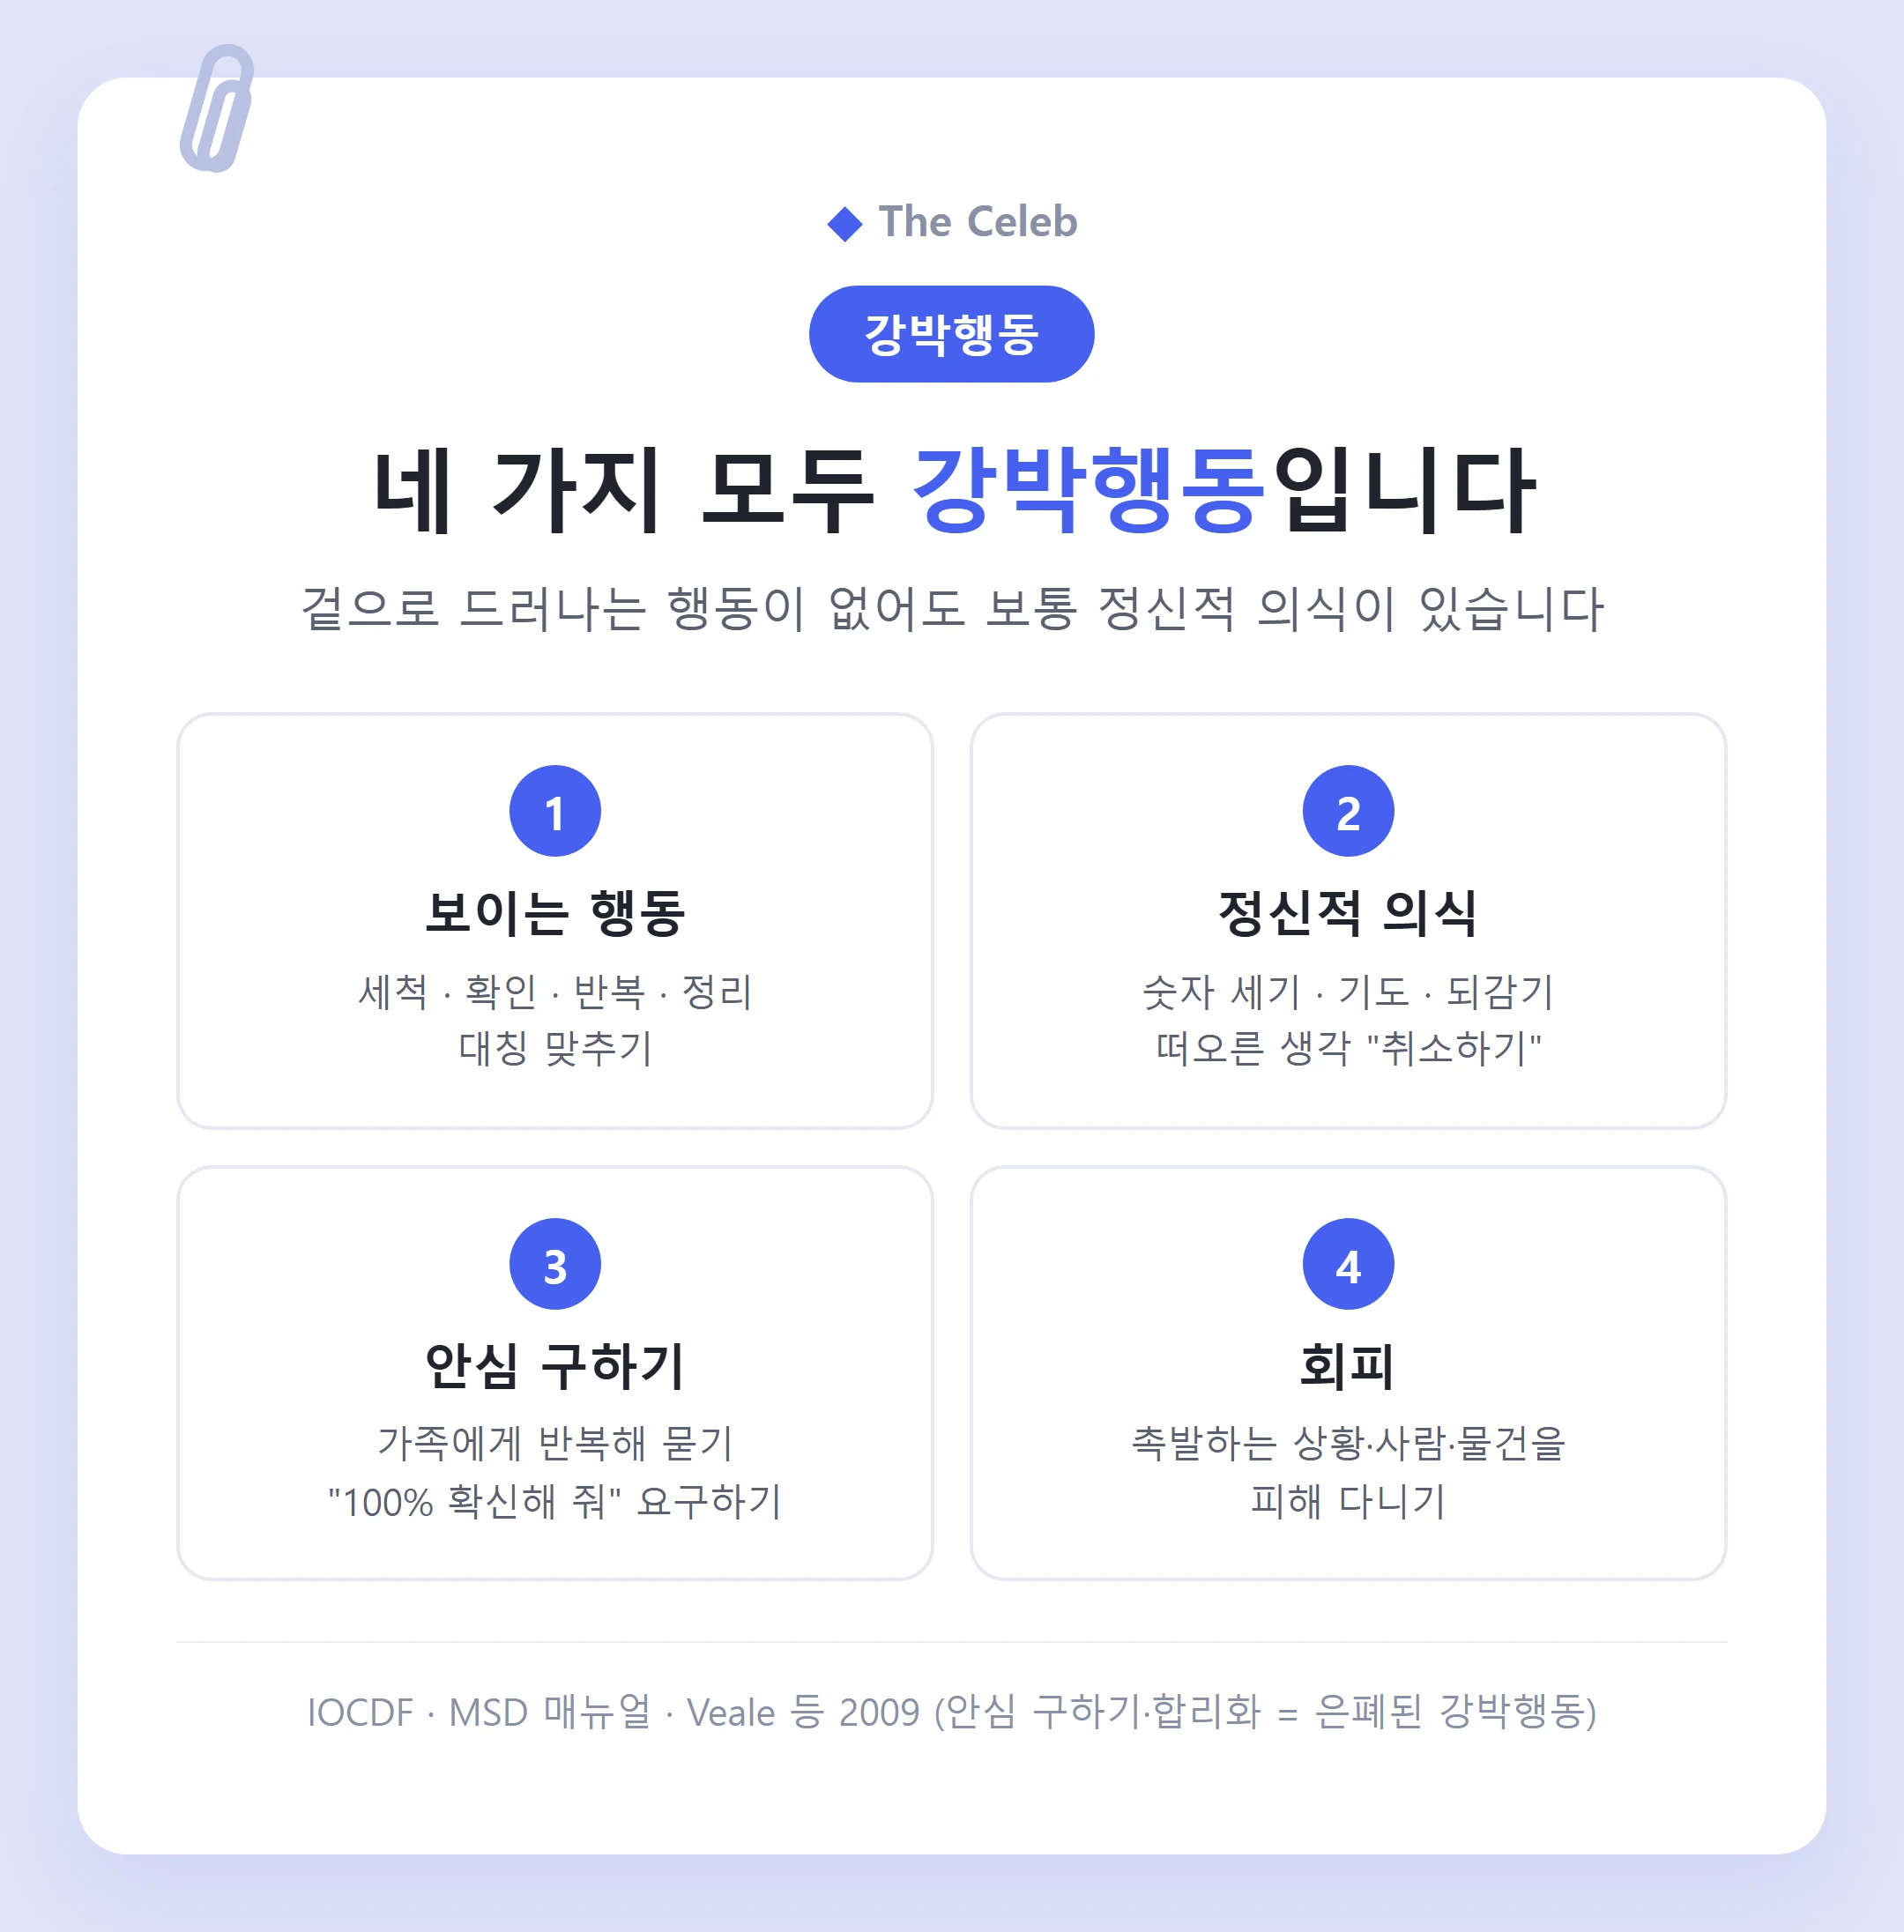 ◆ The Celeb
강박행동
네 가지 모두 강박행동입니다
겉으로 드러나는 행동이 없어도 보통 정신적 의식이 있습니다
1
보이는 행동
세척 · 확인 · 반복 · 정리
대칭 맞추기
2
정신적 의식
숫자 세기 · 기도 · 되감기
떠오른 생각 "취소하기"
3
안심 구하기
가족에게 반복해 묻기
"100% 확신해 줘" 요구하기
4
회피
촉발하는 상황·사람·물건을
피해 다니기
IOCDF · MSD 매뉴얼 · Veale 등 2009 (안심 구하기·합리화 = 은폐된 강박행동)